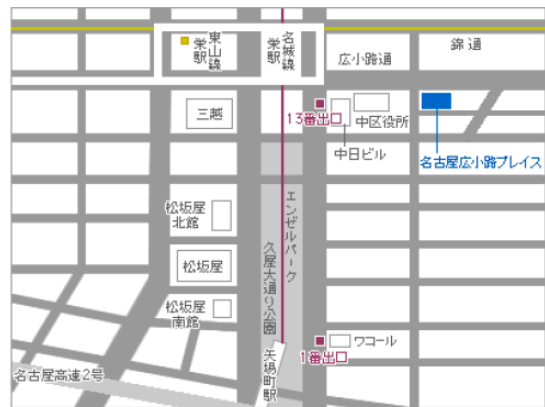 東山線
栄駅
名城線
栄駅
錦通
広小路通
三越
13番出口
中区役所
中日ビル
名古屋広小路プレイス
松坂屋
北館
エンゼルパーク
久屋大通り公園
松坂屋
松坂屋
南館
ワコール
1番出口
矢場町駅
名古屋高速2号